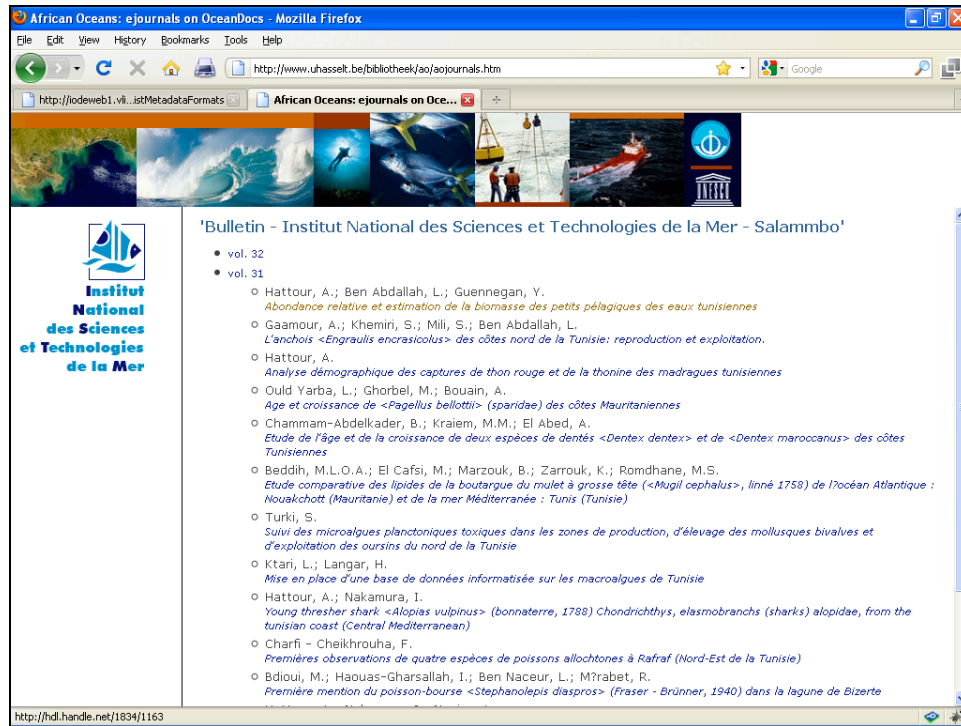 African Oceans: ejournals on OceanDocs - Mozilla Firefox
File Edit View History Bookmarks Tools Help
http://www.uhasselt.be/bibliotheek/ao/aojournals.htm
Google
http://iodeweb1.vli...istMetadataFormats
African Oceans: ejournals on Oce...
UNESCO
Institut
National
des Sciences
et Technologies
de la Mer
'Bulletin - Institut National des Sciences et Technologies de la Mer - Salammbo'
vol. 32
vol. 31
Hattour, A.; Ben Abdallah, L.; Guennegan, Y.
Abondance relative et estimation de la biomasse des petits pélagiques des eaux tunisiennes
Gaamour, A.; Khemiri, S.; Mili, S.; Ben Abdallah, L.
L'anchois <Engraulis encrasicolus> des côtes nord de la Tunisie: reproduction et exploitation.
Hattour, A.
Analyse démographique des captures de thon rouge et de la thonine des madragues tunisiennes
Ould Yarba, L.; Ghorbel, M.; Bouain, A.
Age et croissance de <Pagellus bellottii> (sparidae) des côtes Mauritaniennes
Chammam-Abdelkader, B.; Kraiem, M.M.; El Abed, A.
Etude de l'âge et de la croissance de deux espèces de dentés <Dentex dentex> et de <Dentex maroccanus> des côtes
Tunisiennes
Beddih, M.L.O.A.; El Cafsi, M.; Marzouk, B.; Zarrouk, K.; Romdhane, M.S.
Etude comparative des lipides de la boutargue du mulet à grosse tête (<Mugil cephalus>, linné 1758) de l?océan Atlantique :
Nouakchott (Mauritanie) et de la mer Méditerranée : Tunis (Tunisie)
Turki, S.
Suivi des microalgues planctoniques toxiques dans les zones de production, d'élevage des mollusques bivalves et
d'exploitation des oursins du nord de la Tunisie
Ktari, L.; Langar, H.
Mise en place d'une base de données informatisée sur les macroalgues de Tunisie
Hattour, A.; Nakamura, I.
Young thresher shark <Alopias vulpinus> (bonnaterre, 1788) Chondrichthys, elasmobranchs (sharks) alopidae, from the
tunisian coast (Central Mediterranean)
Charfi - Cheikhrouha, F.
Premières observations de quatre espèces de poissons allochtones à Rafraf (Nord-Est de la Tunisie)
Bdioui, M.; Haouas-Gharsallah, I.; Ben Naceur, L.; M?rabet, R.
Première mention du poisson-bourse <Stephanolepis diaspros> (Fraser - Brünner, 1940) dans la lagune de Bizerte
http://hdl.handle.net/1834/1163